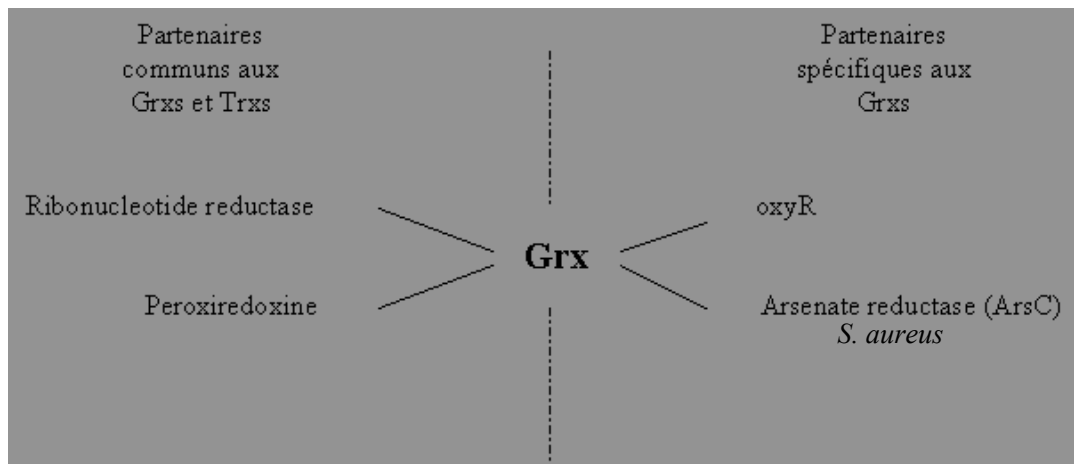 Partenaires
communs aux
Grxs et Trxs
Partenaires
spécifiques aux
Grxs
Ribonucleotide reductase
oxyR
Grx
Peroxiredoxine
Arsenate reductase (ArsC)
S. aureus